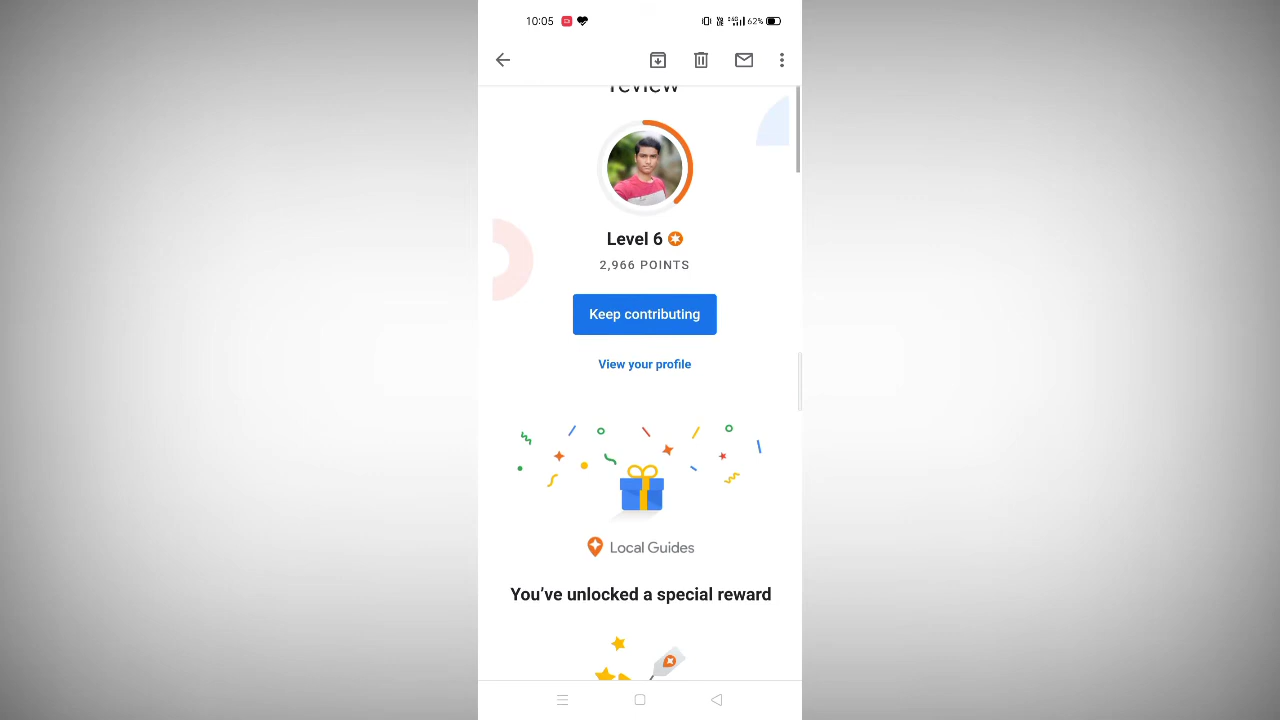 10:05
62%
review
Level 6
2,966 POINTS
Keep contributing
View your profile
Local Guides
You've unlocked a special reward